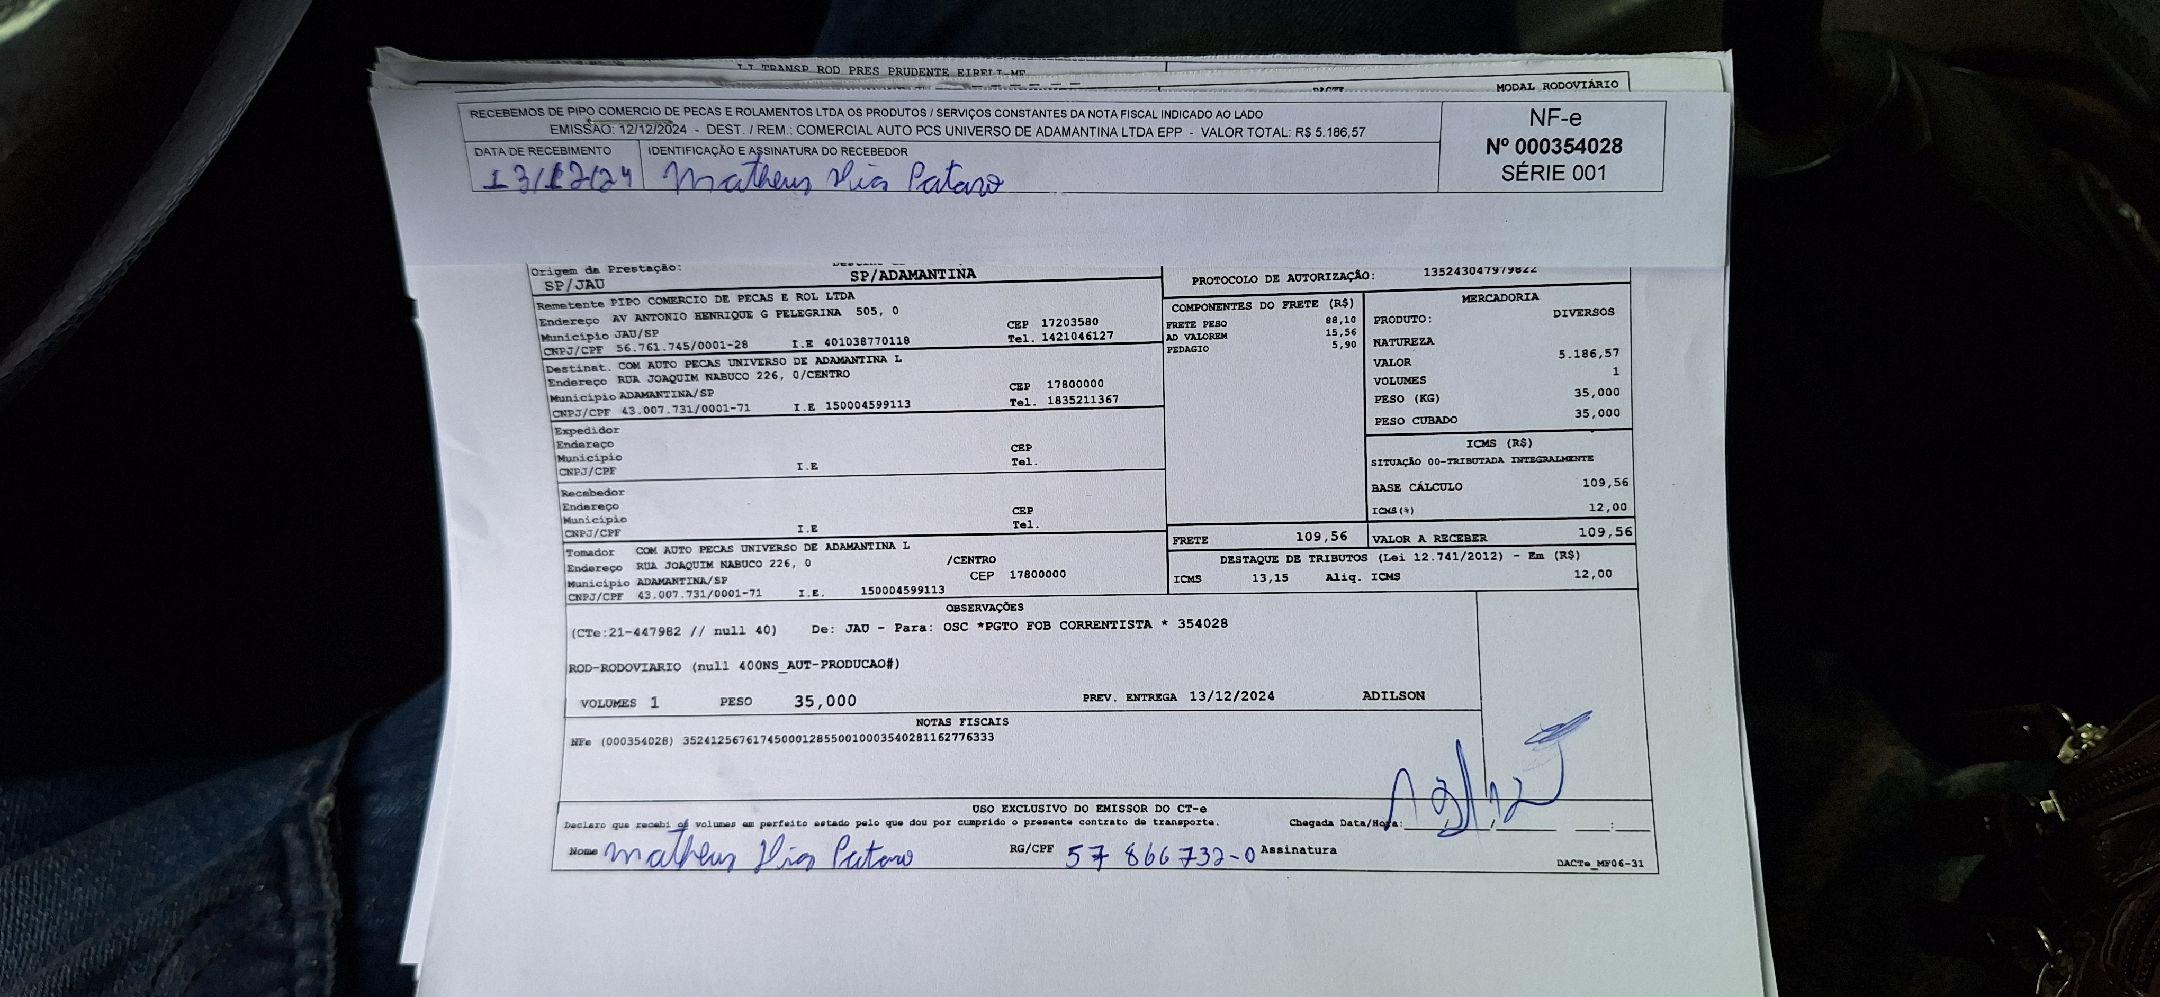 TRANSP ROD PRES PRUDENTE EIRELI-ME
MODAL RODOVIÁRIO
RECEBEMOS DE PIPO COMERCIO DE PECAS E ROLAMENTOS LTDA OS PRODUTOS / SERVIÇOS CONSTANTES DA NOTA FISCAL INDICADO AO LADO
EMISSÃO: 12/12/2024 - DEST. / REM.: COMERCIAL AUTO PCS UNIVERSO DE ADAMANTINA LTDA EPP - VALOR TOTAL: R$ 5.186,57
DATA DE RECEBIMENTO
IDENTIFICAÇÃO E ASSINATURA DO RECEBEDOR
13/12/24 Matheus Dias Pataro
NF-e
Nº 000354028
SÉRIE 001
Origem da Prestação:
SP/JAU
SP/ADAMANTINA
PROTOCOLO DE AUTORIZAÇÃO: 135243047979822
Remetente PIPO COMERCIO DE PECAS E ROL LTDA
Endereço AV ANTONIO HENRIQUE G PELEGRINA 505, 0
Município JAU/SP CEP 17203580
CNPJ/CPF 56.761.745/0001-28 I.E 401038770118 Tel. 1421046127
Destinat. COM AUTO PECAS UNIVERSO DE ADAMANTINA L
Endereço RUA JOAQUIM NABUCO 226, 0/CENTRO
Município ADAMANTINA/SP CEP 17800000
CNPJ/CPF 43.007.731/0001-71 I.E 150004599113 Tel. 1835211367
Expedidor
Endereço
Município CEP
CNPJ/CPF I.E Tel.
Recebedor
Endereço
Município CEP
CNPJ/CPF I.E Tel.
Tomador COM AUTO PECAS UNIVERSO DE ADAMANTINA L
Endereço RUA JOAQUIM NABUCO 226, 0 /CENTRO
Município ADAMANTINA/SP CEP 17800000
CNPJ/CPF 43.007.731/0001-71 I.E. 150004599113
COMPONENTES DO FRETE (R$)
FRETE PESO 88,10
AD VALOREM 15,56
PEDAGIO 5,90
MERCADORIA
PRODUTO: DIVERSOS
NATUREZA
VALOR 5.186,57
VOLUMES 1
PESO (KG) 35,000
PESO CUBADO 35,000
ICMS (R$)
SITUAÇÃO 00-TRIBUTADA INTEGRALMENTE
BASE CÁLCULO 109,56
ICMS(%) 12,00
FRETE 109,56 VALOR A RECEBER 109,56
DESTAQUE DE TRIBUTOS (Lei 12.741/2012) - Em (R$)
ICMS 13,15 Aliq. ICMS 12,00
OBSERVAÇÕES
(CTe:21-447982 // null 40) De: JAU - Para: OSC *PGTO FOB CORRENTISTA * 354028
ROD-RODOVIARIO (null 400NS_AUT-PRODUCAO#)
VOLUMES 1 PESO 35,000 PREV. ENTREGA 13/12/2024 ADILSON
NOTAS FISCAIS
NFe (000354028) 35241256761745000128550010003540281162776333
USO EXCLUSIVO DO EMISSOR DO CT-e
Declaro que recebi os volumes em perfeito estado pelo que dou por cumprido o presente contrato de transporte. Chegada Data/Hora:
Nome Matheus Dias Pataro RG/CPF 57 866732-0 Assinatura
DACTe_MF06-31